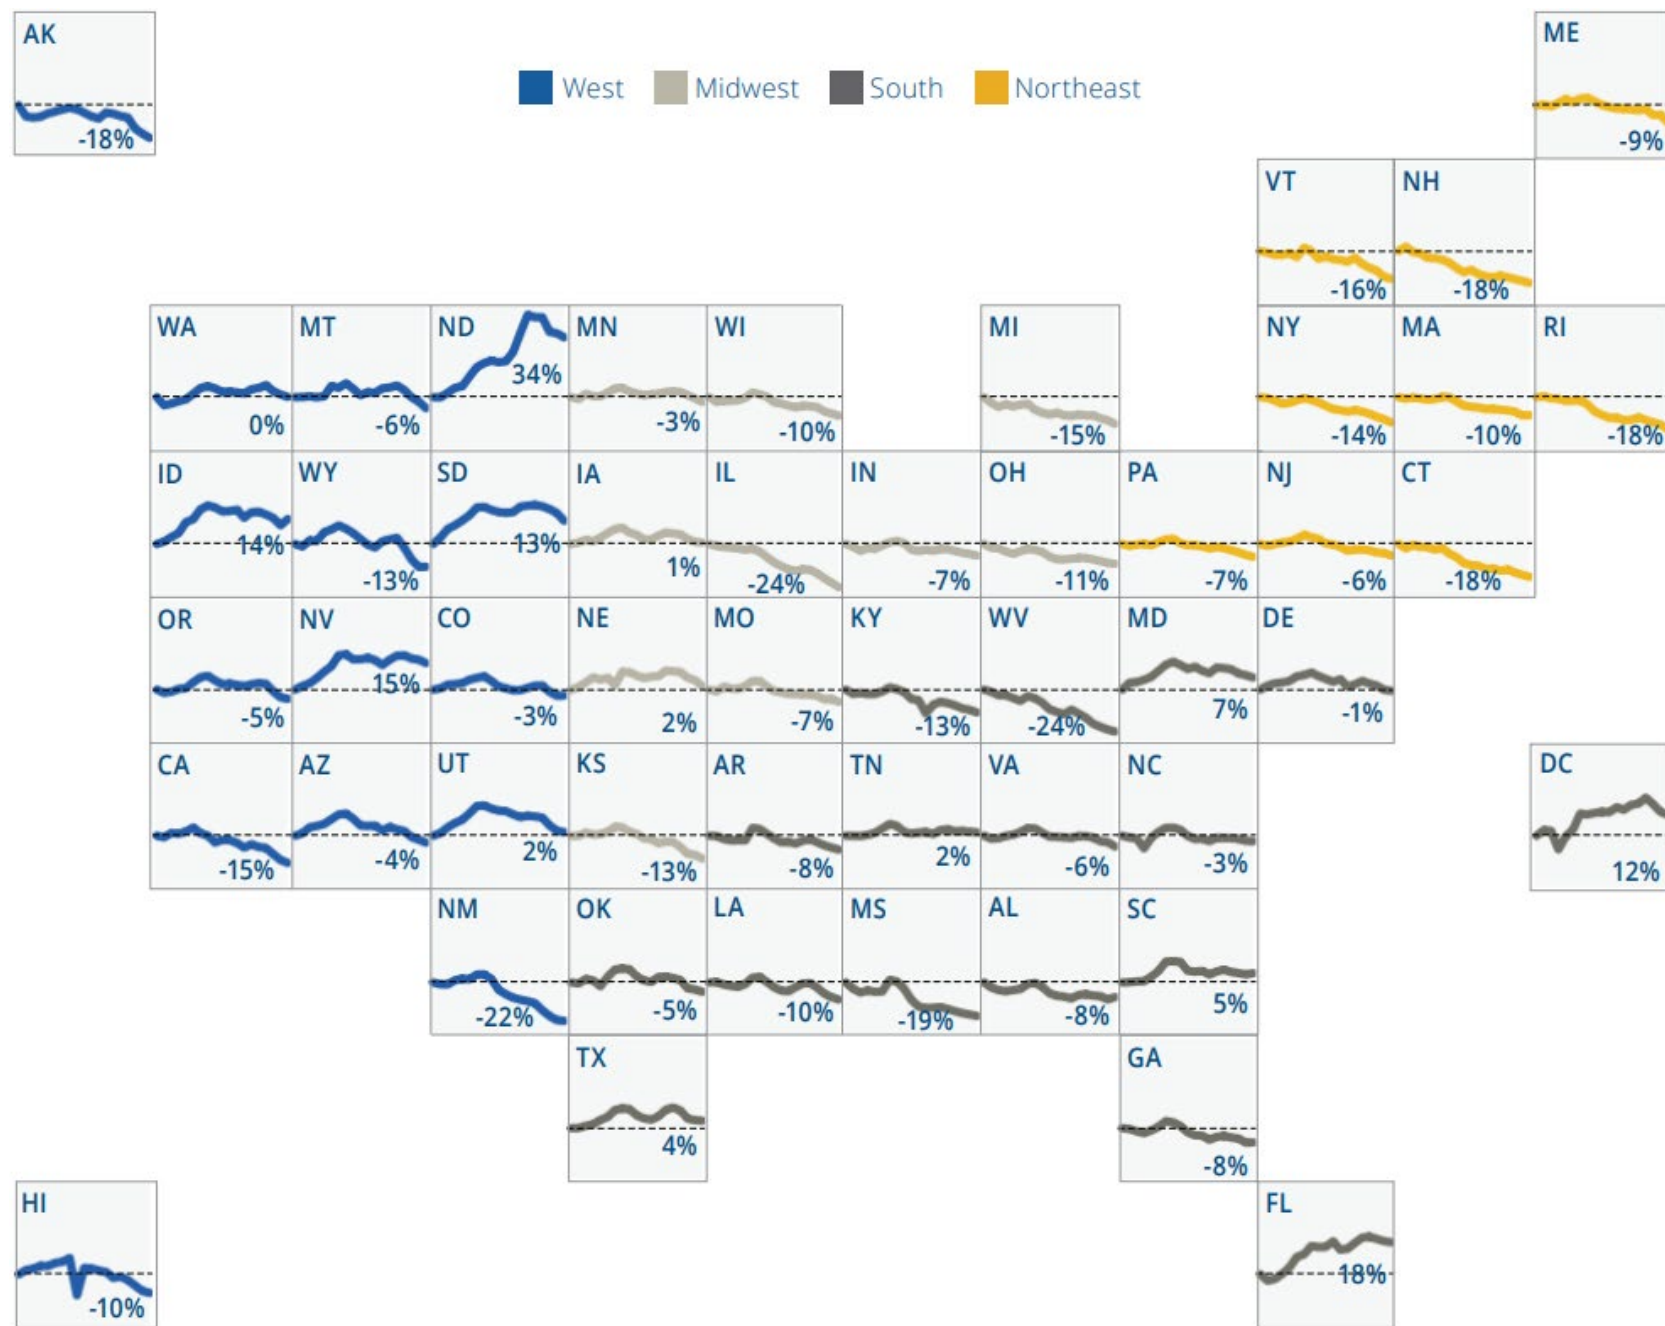 AK
ME
West Midwest South Northeast
-18%
-9%
VT NH
-16% -18%
WA MT ND MN WI MI NY MA RI
34%
0% -6% -3% -10% -15% -14% -10% -18%
ID WY SD IA IL IN OH PA NJ CT
14% -13% 13% 1% -24% -7% -11% -7% -6% -18%
OR NV CO NE MO KY WV MD DE
-5% 15% -3% 2% -7% -13% -24% 7% -1%
CA AZ UT KS AR TN VA NC DC
-15% -4% 2% -13% -8% 2% -6% -3% 12%
NM OK LA MS AL SC
-22% -5% -10% -19% -8% 5%
TX GA
4% -8%
HI FL
-10% 18%